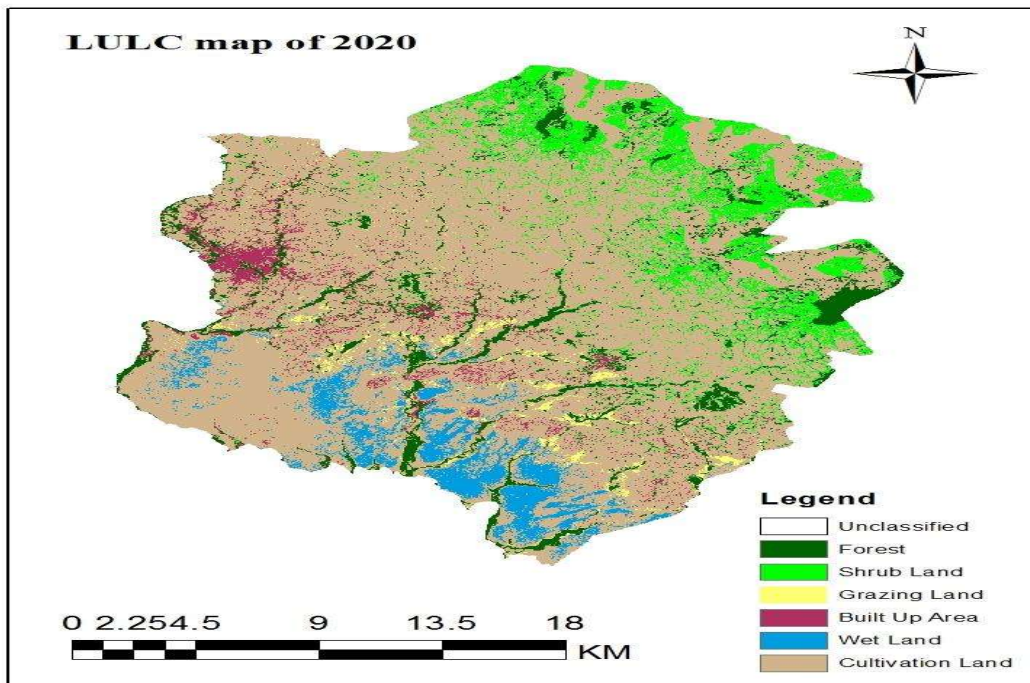 LULC map of 2020
N
Legend
Unclassified
Forest
Shrub Land
Grazing Land
Built Up Area
Wet Land
Cultivation Land
0 2.254.5 9 13.5 18
KM